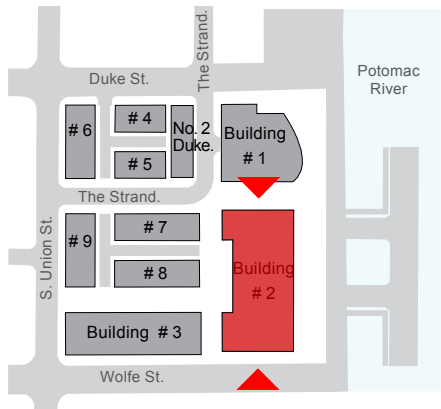 Duke St.
The Strand.
Potomac
River
# 6
# 4
# 5
No. 2
Duke.
Building
# 1
The Strand.
S. Union St.
# 9
# 7
# 8
Building
# 2
Building # 3
Wolfe St.